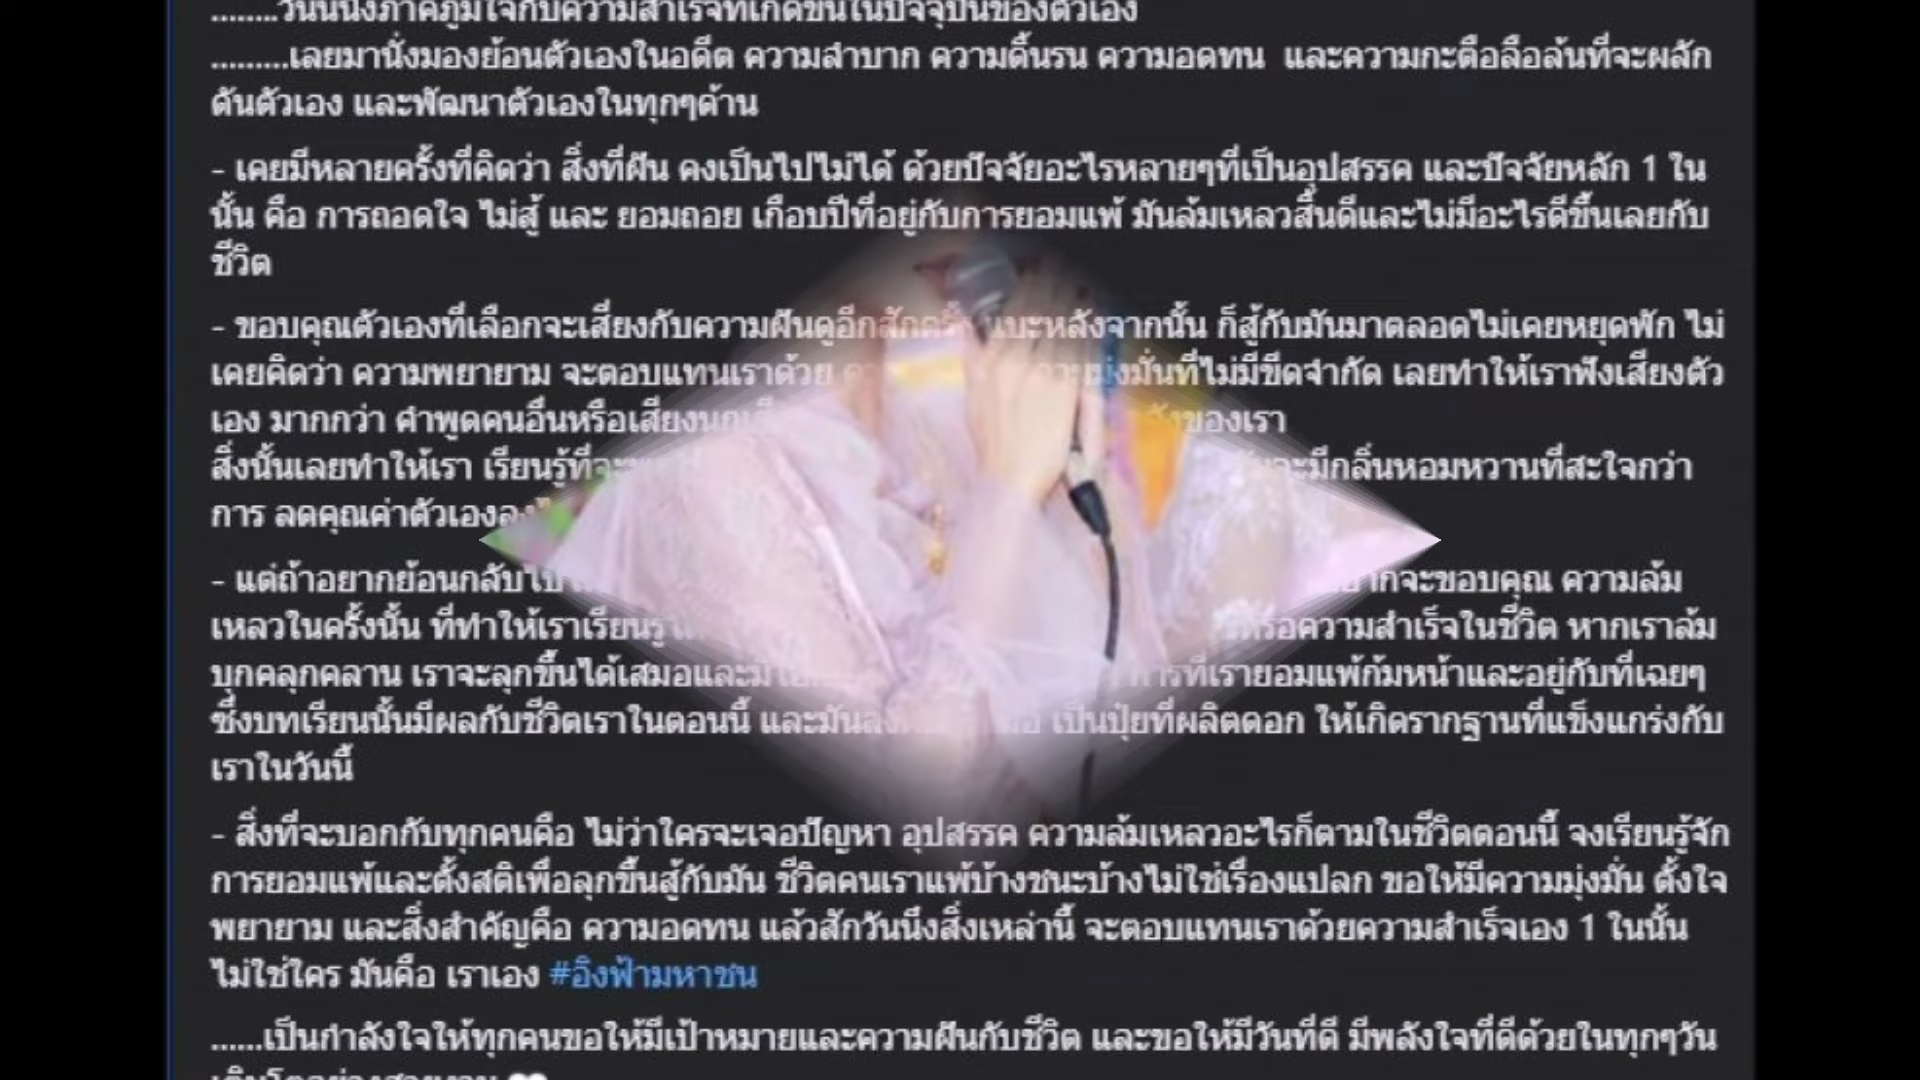 ........วันนี้นั่งภาคภูมิใจกับความสำเร็จที่เกิดขึ้นในปัจจุบันของตัวเอง
.........เลยมานั่งมองย้อนตัวเองในอดีต ความลำบาก ความดิ้นรน ความอดทน และความกะตือลือล้นที่จะผลัก
ดันตัวเอง และพัฒนาตัวเองในทุกๆด้าน
- เคยมีหลายครั้งที่คิดว่า สิ่งที่ฝัน คงเป็นไปไม่ได้ ด้วยปัจจัยอะไรหลายๆที่เป็นอุปสรรค และปัจจัยหลัก 1 ใน
นั้น คือ การถอดใจ ไม่สู้ และ ยอมถอย เกือบปีที่อยู่กับการยอมแพ้ มันล้มเหลวสิ้นดีและไม่มีอะไรดีขึ้นเลยกับ
ชีวิต
- ขอบคุณตัวเองที่เลือกจะเสี่ยงกับความฝันดูอีกสักครั้ง และหลังจากนั้น ก็สู้กับมันมาตลอดไม่เคยหยุดพัก ไม่
เคยคิดว่า ความพยายาม จะตอบแทนเราด้วย ความมุ่งมั่นที่ไม่มีขีดจำกัด เลยทำให้เราฟังเสียงตัว
เอง มากกว่า คำพูดคนอื่นหรือเสียงนก ของเรา
สิ่งนั้นเลยทำให้เรา เรียนรู้ที่จะ จะมีกลิ่นหอมหวานที่สะใจกว่า
การ ลดคุณค่าตัวเองลง
- แต่ถ้าอยากย้อนกลับไป อยากจะขอบคุณ ความล้ม
เหลวในครั้งนั้น ที่ทำให้เราเรียนรู้ หรือความสำเร็จในชีวิต หากเราล้ม
บุกคลุกคลาน เราจะลุกขึ้นได้เสมอและมี การที่เรายอมแพ้ก้มหน้าและอยู่กับที่เฉยๆ
ซึ่งบทเรียนนั้นมีผลกับชีวิตเราในตอนนี้ และมัน เป็นปุ๋ยที่ผลิตดอก ให้เกิดรากฐานที่แข็งแกร่งกับ
เราในวันนี้
- สิ่งที่จะบอกกับทุกคนคือ ไม่ว่าใครจะเจอปัญหา อุปสรรค ความล้มเหลวอะไรก็ตามในชีวิตตอนนี้ จงเรียนรู้จัก
การยอมแพ้และตั้งสติเพื่อลุกขึ้นสู้กับมัน ชีวิตคนเราแพ้บ้างชนะบ้างไม่ใช่เรื่องแปลก ขอให้มีความมุ่งมั่น ตั้งใจ
พยายาม และสิ่งสำคัญคือ ความอดทน แล้วสักวันนึงสิ่งเหล่านี้ จะตอบแทนเราด้วยความสำเร็จเอง 1 ในนั้น
ไม่ใช่ใคร มันคือ เราเอง #อิงฟ้ามหาชน
......เป็นกำลังใจให้ทุกคนขอให้มีเป้าหมายและความฝันกับชีวิต และขอให้มีวันที่ดี มีพลังใจที่ดีด้วยในทุกๆวัน